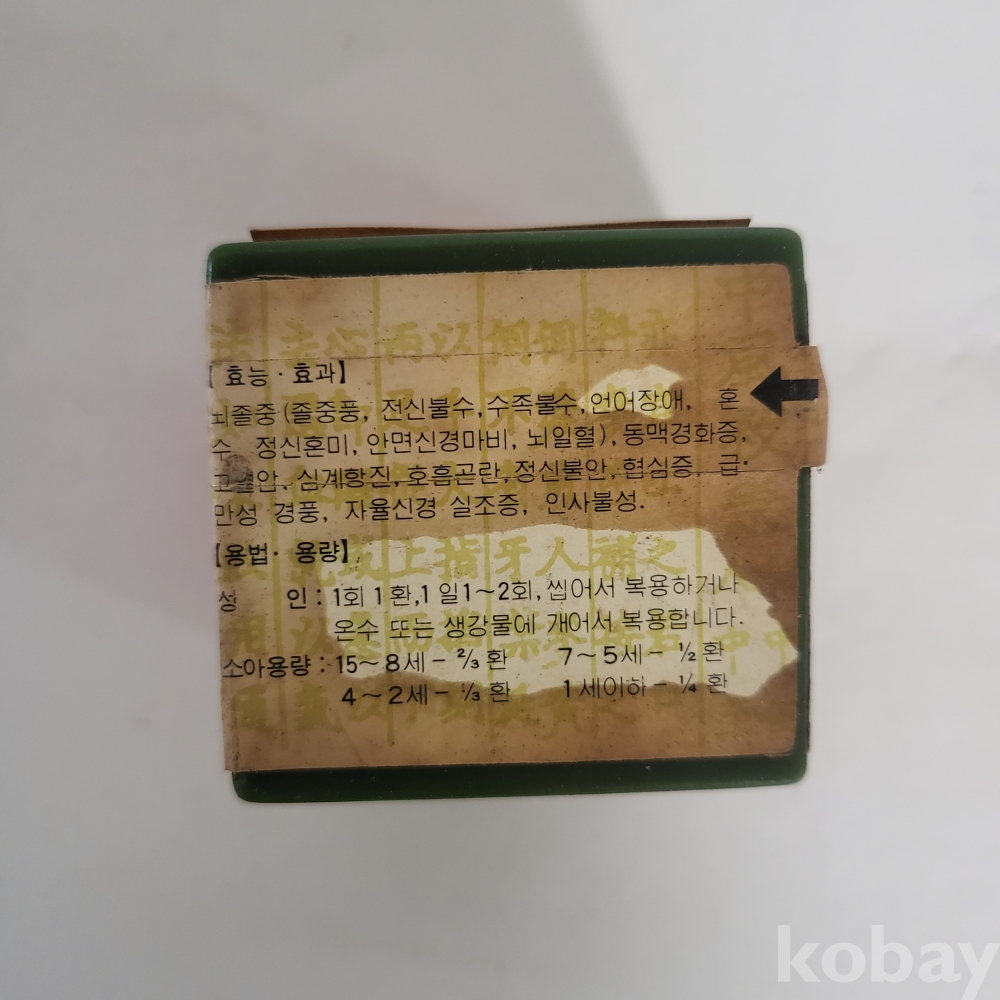 【효능·효과】
뇌졸중(졸중풍, 전신불수, 수족불수, 언어장애, 혼
수, 정신혼미, 안면신경마비, 뇌일혈), 동맥경화증,
고혈압, 심계항진, 호흡곤란, 정신불안, 협심증, 급·
만성 경풍, 자율신경 실조증, 인사불성.
【용법·용량】
성 인 : 1회 1환, 1일 1~2회, 씹어서 복용하거나
온수 또는 생강물에 개어서 복용합니다.
소아용량 : 15~8세 - ⅔환 7~5세 - ½환
4~2세 - ⅓환 1세이하 - ¼환
kobay